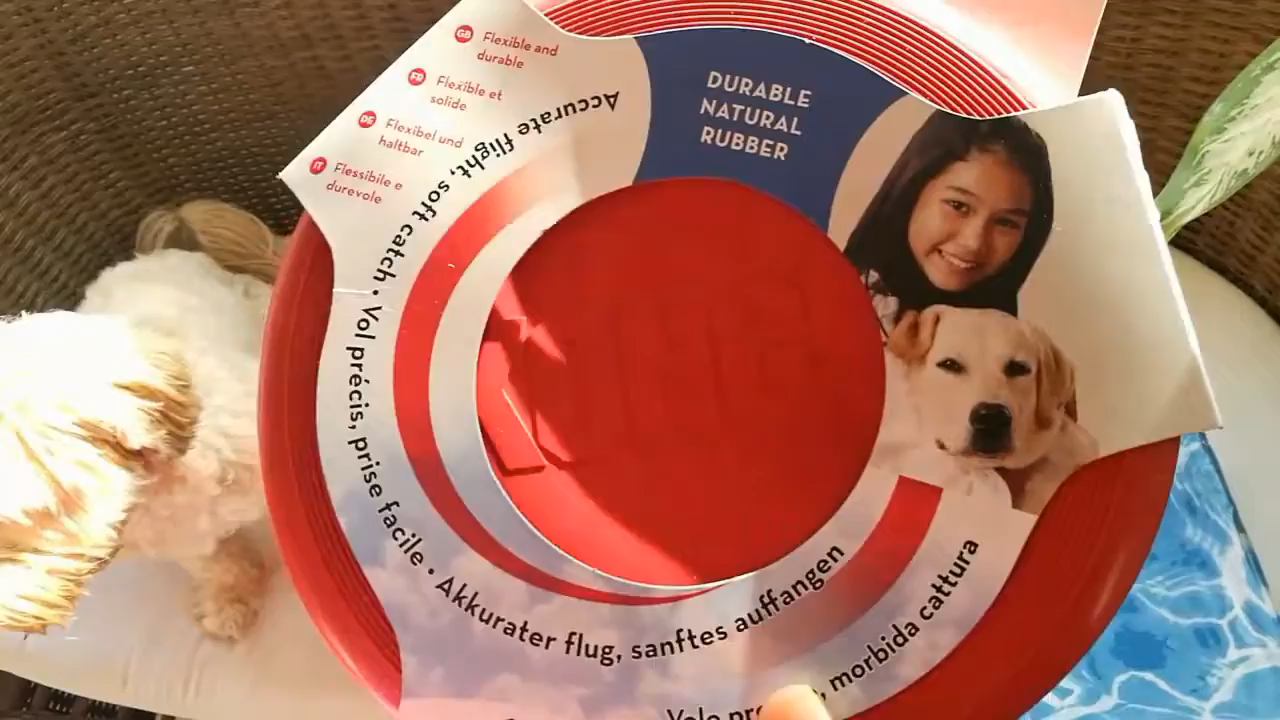 GB Flexible and
durable
FR Flexible et
solide
DE Flexibel und
haltbar
IT Flessibile e
durevole
DURABLE
NATURAL
RUBBER
Accurate flight, soft catch • Vol précis, prise facile • Akkurater flug, sanftes auffangen
Volo , morbida cattura